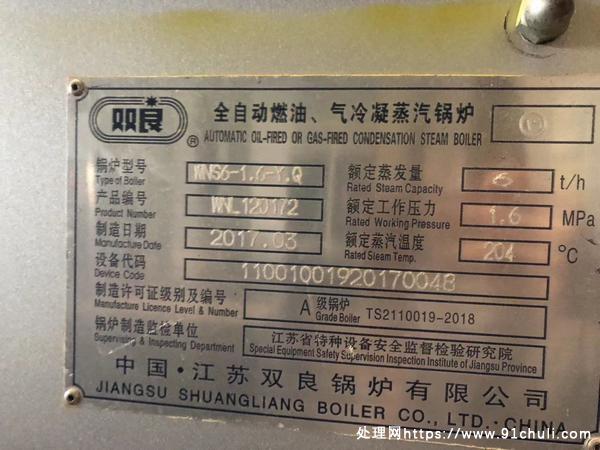 双良
®
全自动燃油、气冷凝蒸汽锅炉
AUTOMATIC OIL-FIRED OR GAS-FIRED CONDENSATION STEAM BOILER
锅炉型号 WNS6-1.6-Y.Q
Type of Boiler
额定蒸发量 6 t/h
Rated Steam Capacity
产品编号 WNL120172
Product Number
额定工作压力 1.6 MPa
Rated Working Pressure
制造日期 2017.03
Manufacture Date
额定蒸汽温度 204 °C
Rated Steam Temp.
设备代码 11001001920170048
Device Code
制造许可证级别及编号 A 级锅炉 TS2110019-2018
Manufacture Licence Level & Number Grade Boiler
锅炉制造监检单位 江苏省特种设备安全监督检验研究院
Supervising & Inspecting Department Special Equipment Safety Supervision Inspection Institute of Jiangsu Province
中国·江苏双良锅炉有限公司
JIANGSU SHUANGLIANG BOILER CO., LTD·CHINA
处理网https://www.91chuli.com/